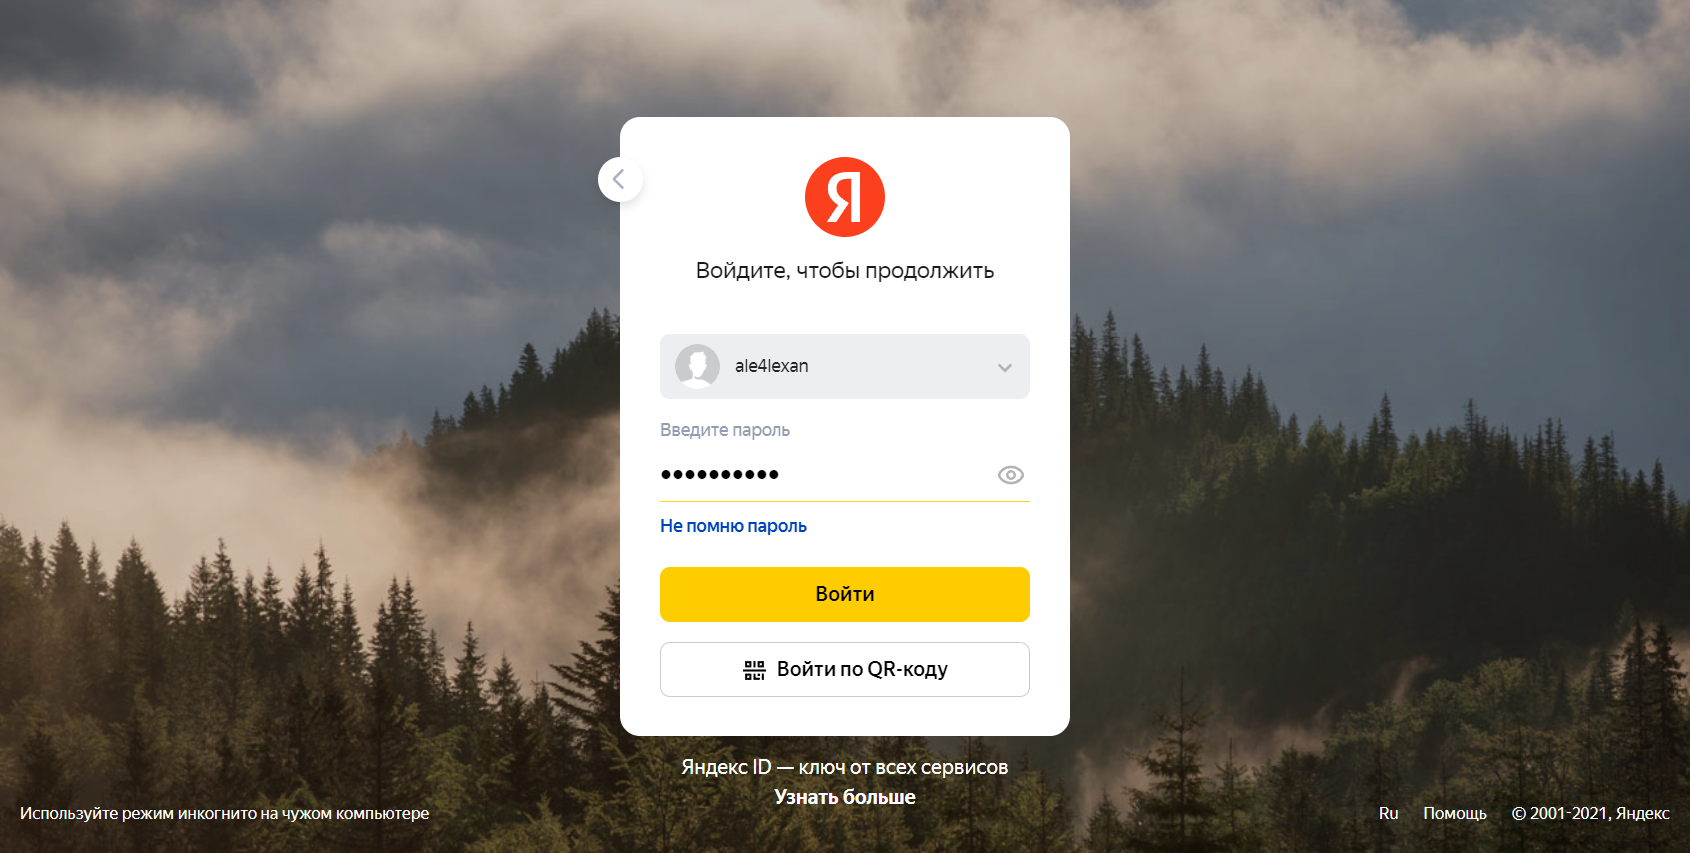 Я
Войдите, чтобы продолжить
ale4lexan
Введите пароль
••••••••••
Не помню пароль
Войти
Войти по QR-коду
Яндекс ID — ключ от всех сервисов
Узнать больше
Используйте режим инкогнито на чужом компьютере
Ru Помощь © 2001-2021, Яндекс